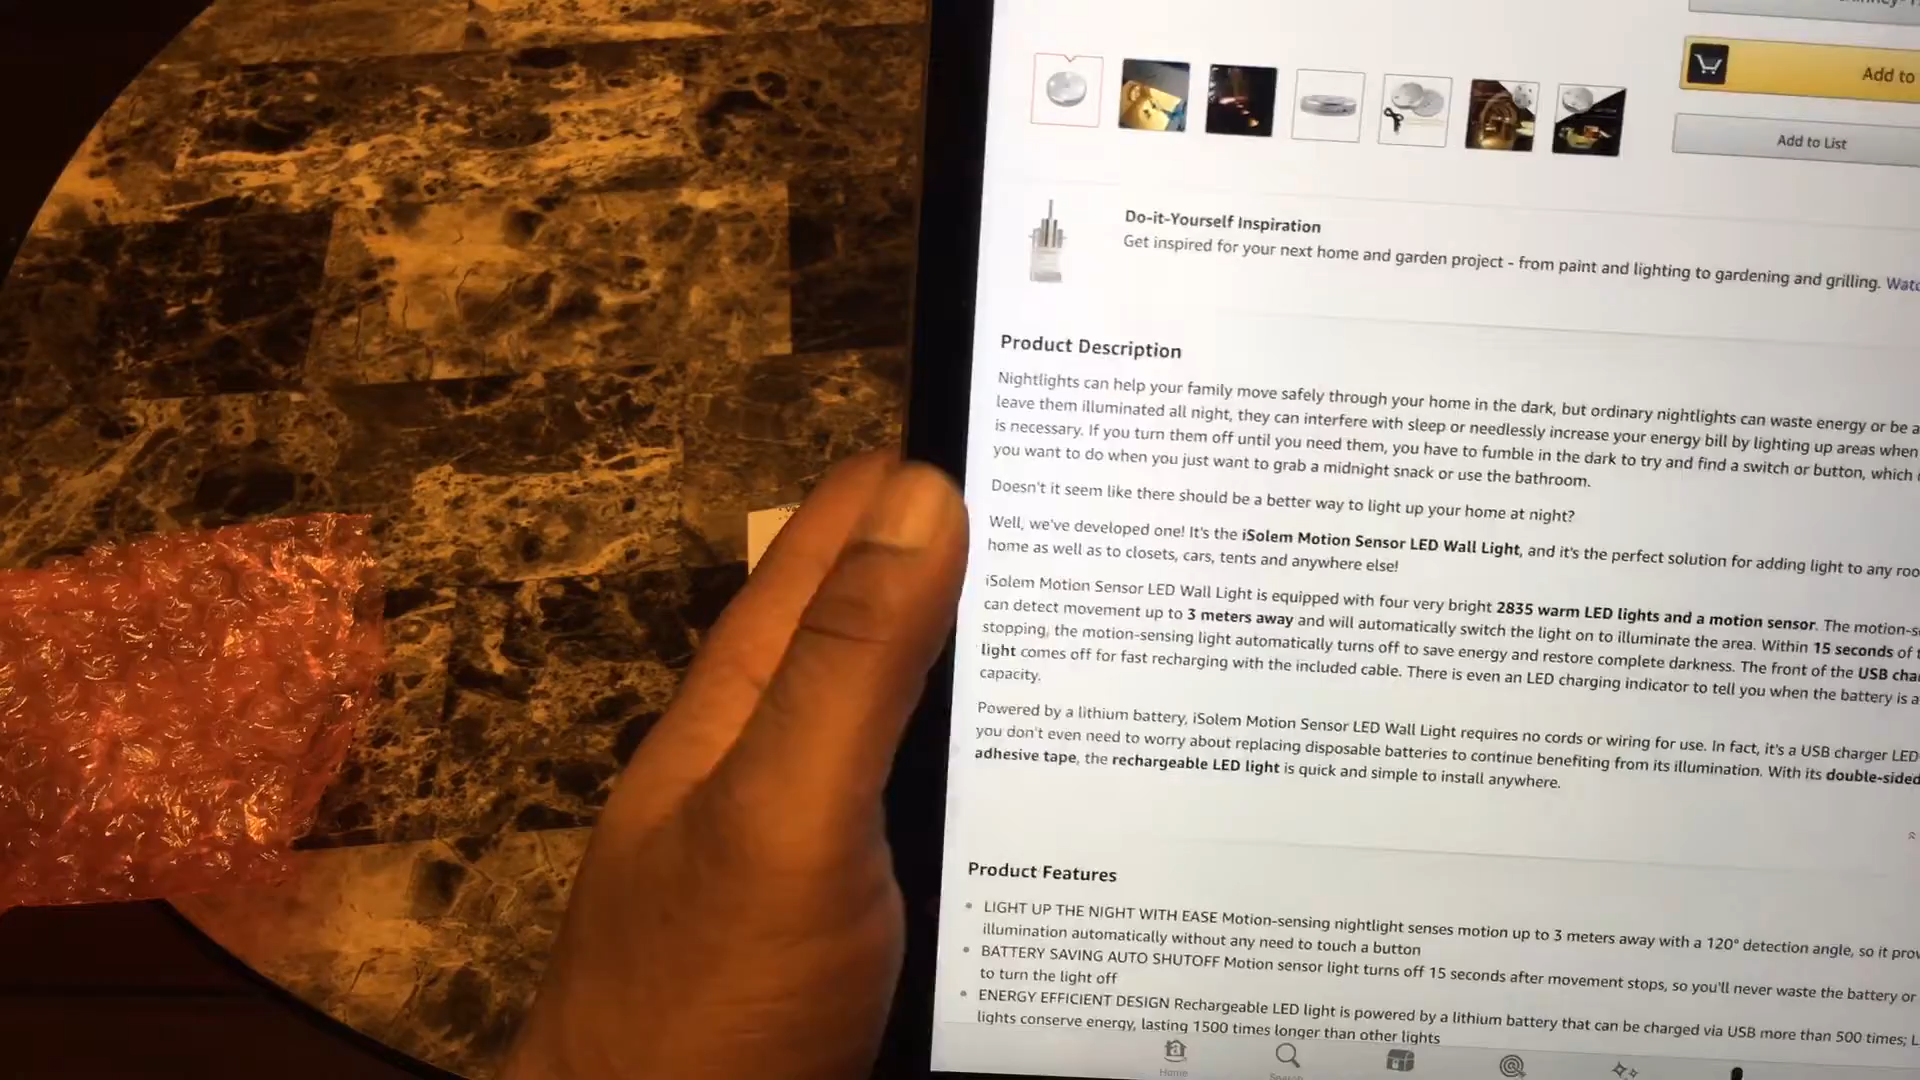 Add to
Add to List
Do-it-Yourself Inspiration
Get inspired for your next home and garden project - from paint and lighting to gardening and grilling.
Product Description
Nightlights can help your family move safely through your home in the dark, but ordinary nightlights can waste energy or be a
leave them illuminated all night, they can interfere with sleep or needlessly increase your energy bill by lighting up areas when
is necessary. If you turn them off until you need them, you have to fumble in the dark to try and find a switch or button, which
you want to do when you just want to grab a midnight snack or use the bathroom.
Doesn't it seem like there should be a better way to light up your home at night?
Well, we've developed one! It's the iSolem Motion Sensor LED Wall Light, and it's the perfect solution for adding light to any roo
home as well as to closets, cars, tents and anywhere else!
iSolem Motion Sensor LED Wall Light is equipped with four very bright 2835 warm LED lights and a motion sensor. The motion-s
can detect movement up to 3 meters away and will automatically switch the light on to illuminate the area. Within 15 seconds of
stopping, the motion-sensing light automatically turns off to save energy and restore complete darkness. The front of the USB cha
light comes off for fast recharging with the included cable. There is even an LED charging indicator to tell you when the battery is a
capacity.
Powered by a lithium battery, iSolem Motion Sensor LED Wall Light requires no cords or wiring for use. In fact, it's a USB charger LED
you don't even need to worry about replacing disposable batteries to continue benefiting from its illumination. With its double-sided
adhesive tape, the rechargeable LED light is quick and simple to install anywhere.
Product Features
• LIGHT UP THE NIGHT WITH EASE Motion-sensing nightlight senses motion up to 3 meters away with a 120° detection angle, so it prov
illumination automatically without any need to touch a button
• BATTERY SAVING AUTO SHUTOFF Motion sensor light turns off 15 seconds after movement stops, so you'll never waste the battery or
to turn the light off
• ENERGY EFFICIENT DESIGN Rechargeable LED light is powered by a lithium battery that can be charged via USB more than 500 times; L
lights conserve energy, lasting 1500 times longer than other lights
Home